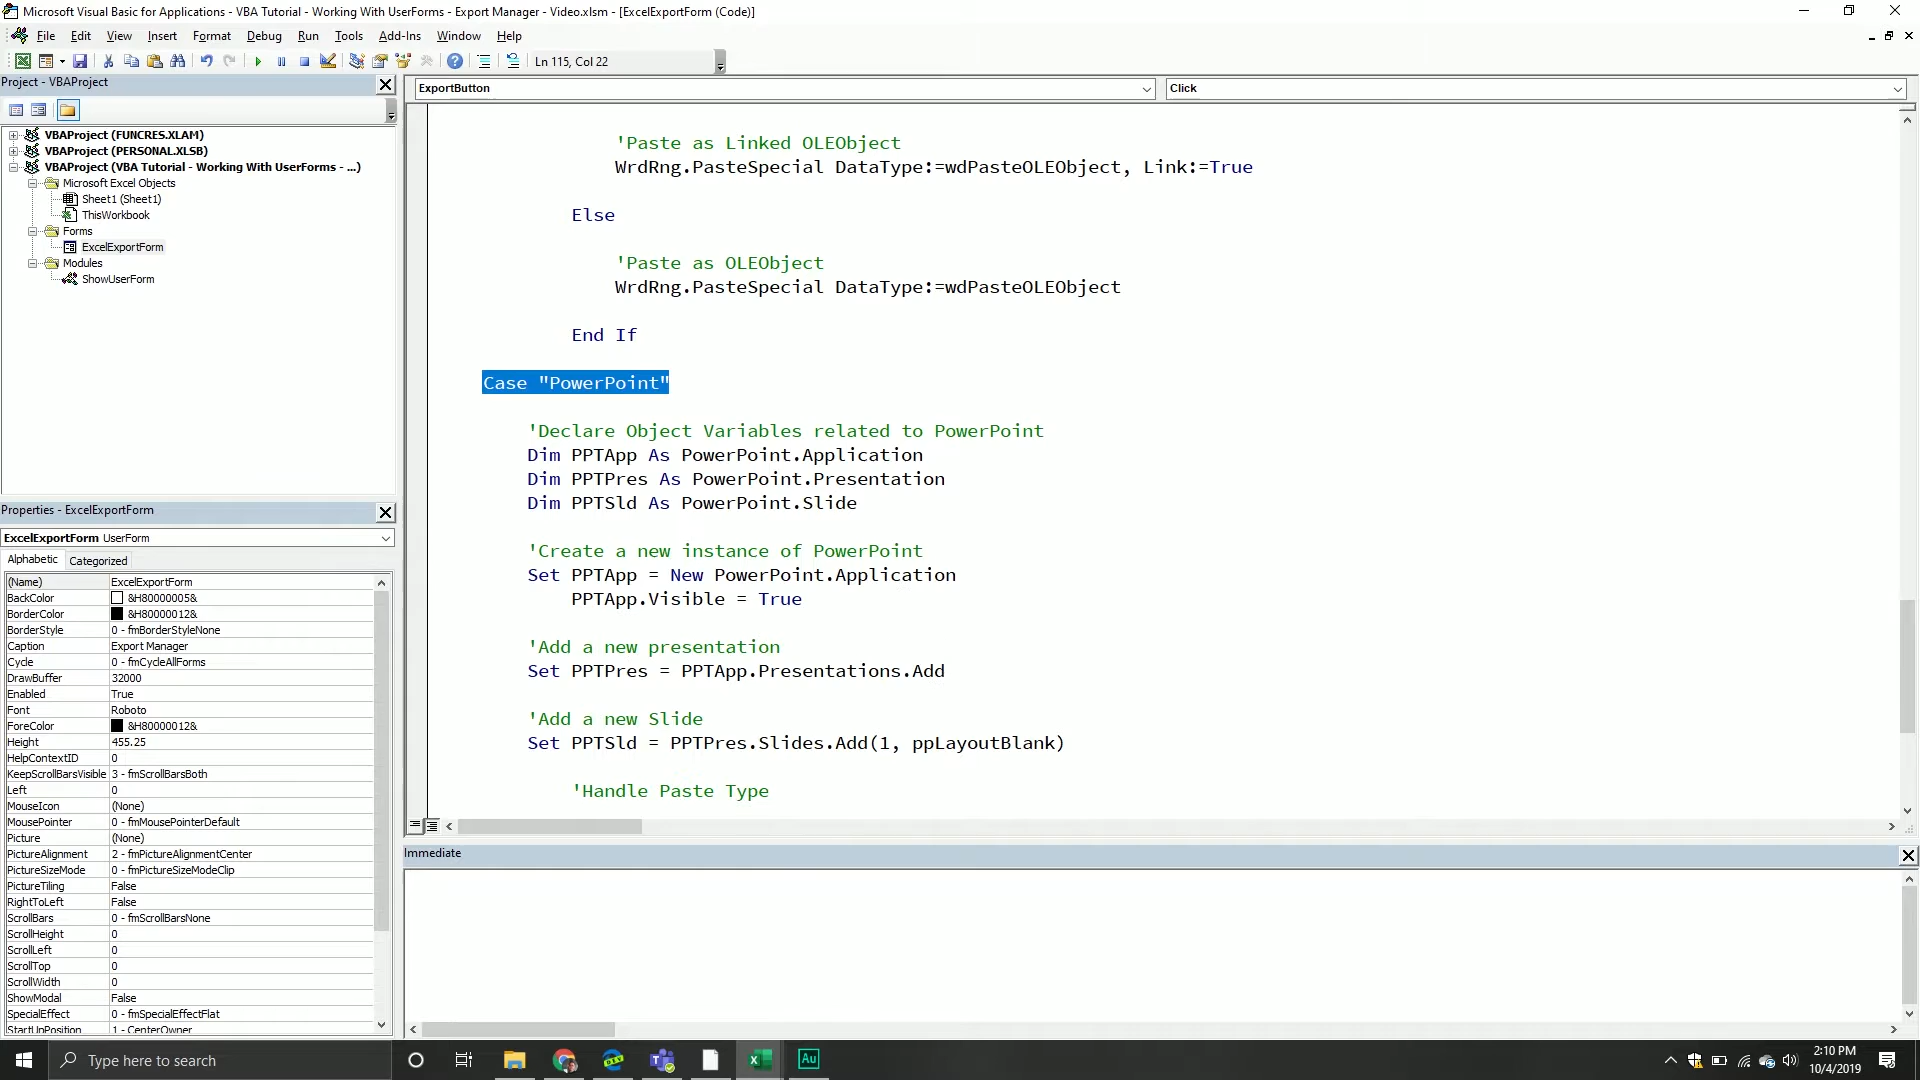 Microsoft Visual Basic for Applications - VBA Tutorial - Working With UserForms - Export Manager - Video.xlsm - [ExcelExportForm (Code)]
File Edit View Insert Format Debug Run Tools Add-Ins Window Help
Ln 115, Col 22
Project - VBAProject
VBAProject (FUNCRES.XLAM)
VBAProject (PERSONAL.XLSB)
VBAProject (VBA Tutorial - Working With UserForms - ...)
Microsoft Excel Objects
Sheet1 (Sheet1)
ThisWorkbook
Forms
ExcelExportForm
Modules
ShowUserForm
Properties - ExcelExportForm
ExcelExportForm UserForm
Alphabetic Categorized
(Name) ExcelExportForm
BackColor &H80000005&
BorderColor &H80000012&
BorderStyle 0 - fmBorderStyleNone
Caption Export Manager
Cycle 0 - fmCycleAllForms
DrawBuffer 32000
Enabled True
Font Roboto
ForeColor &H80000012&
Height 455.25
HelpContextID 0
KeepScrollBarsVisible 3 - fmScrollBarsBoth
Left 0
MouseIcon (None)
MousePointer 0 - fmMousePointerDefault
Picture (None)
PictureAlignment 2 - fmPictureAlignmentCenter
PictureSizeMode 0 - fmPictureSizeModeClip
PictureTiling False
RightToLeft False
ScrollBars 0 - fmScrollBarsNone
ScrollHeight 0
ScrollLeft 0
ScrollTop 0
ScrollWidth 0
ShowModal False
SpecialEffect 0 - fmSpecialEffectFlat
StartUpPosition 1 - CenterOwner
ExportButton Click
'Paste as Linked OLEObject
WrdRng.PasteSpecial DataType:=wdPasteOLEObject, Link:=True
Else
'Paste as OLEObject
WrdRng.PasteSpecial DataType:=wdPasteOLEObject
End If
Case "PowerPoint"
'Declare Object Variables related to PowerPoint
Dim PPTApp As PowerPoint.Application
Dim PPTPres As PowerPoint.Presentation
Dim PPTSld As PowerPoint.Slide
'Create a new instance of PowerPoint
Set PPTApp = New PowerPoint.Application
PPTApp.Visible = True
'Add a new presentation
Set PPTPres = PPTApp.Presentations.Add
'Add a new Slide
Set PPTSld = PPTPres.Slides.Add(1, ppLayoutBlank)
'Handle Paste Type
Immediate
Type here to search
DEV
Au
2:10 PM
10/4/2019